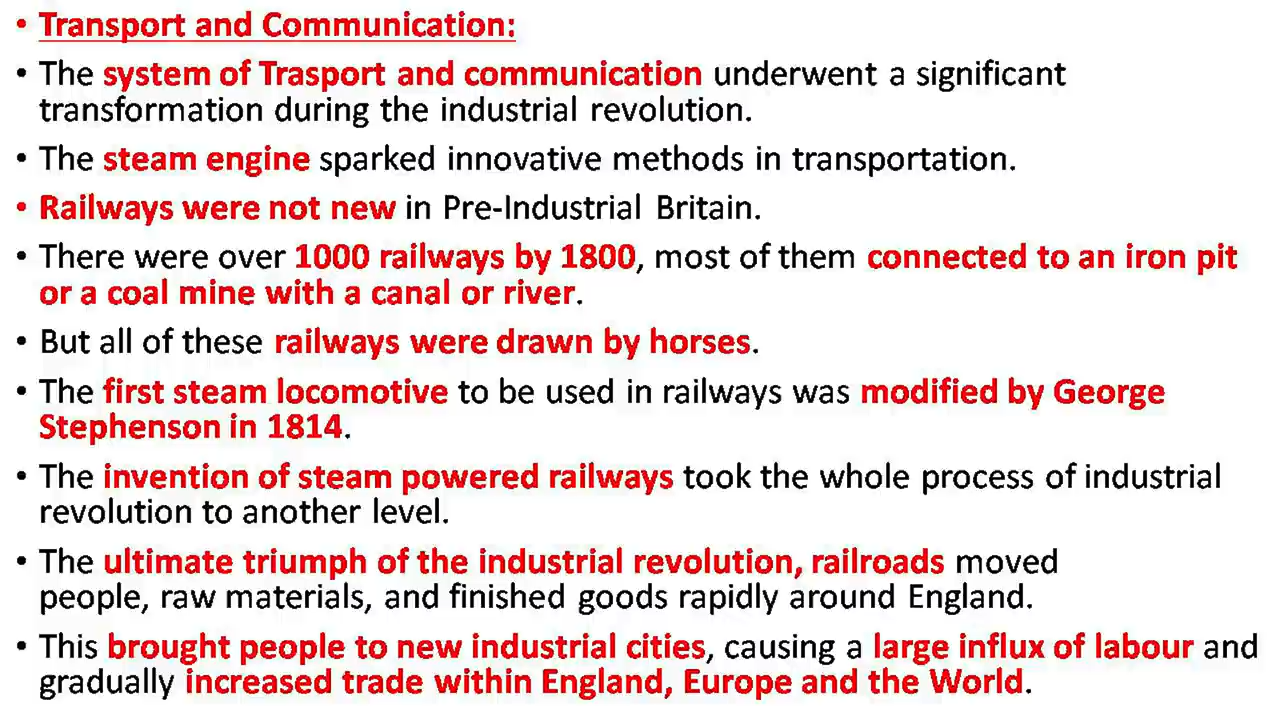 • Transport and Communication:
• The system of Trasport and communication underwent a significant
transformation during the industrial revolution.
• The steam engine sparked innovative methods in transportation.
• Railways were not new in Pre-Industrial Britain.
• There were over 1000 railways by 1800, most of them connected to an iron pit
or a coal mine with a canal or river.
• But all of these railways were drawn by horses.
• The first steam locomotive to be used in railways was modified by George
Stephenson in 1814.
• The invention of steam powered railways took the whole process of industrial
revolution to another level.
• The ultimate triumph of the industrial revolution, railroads moved
people, raw materials, and finished goods rapidly around England.
• This brought people to new industrial cities, causing a large influx of labour and
gradually increased trade within England, Europe and the World.